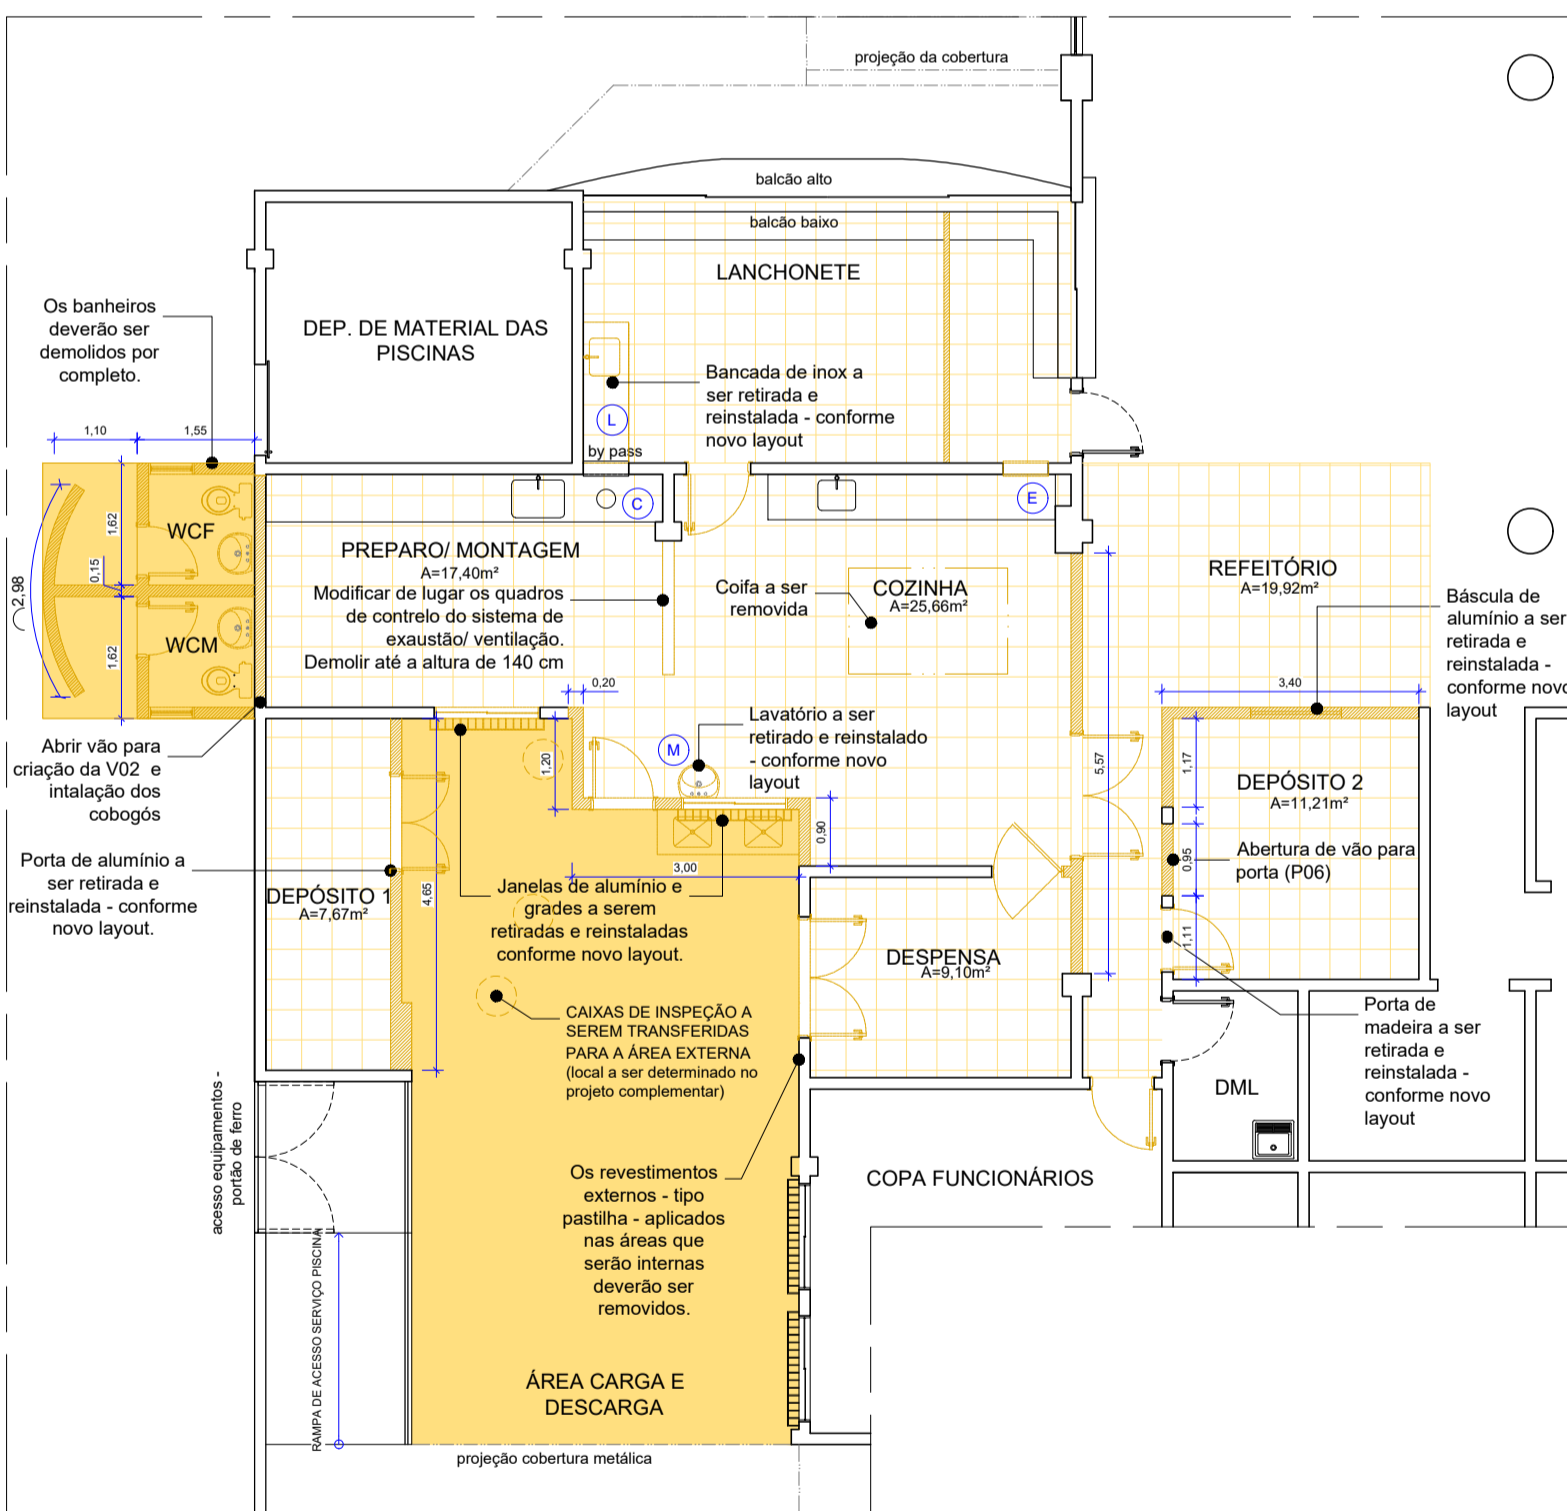 projeção da cobertura
balcão alto
balcão baixo
LANCHONETE
DEP. DE MATERIAL DAS
PISCINAS
Os banheiros
deverão ser
demolidos por
completo.
Bancada de inox a
ser retirada e
reinstalada - conforme
novo layout
L
by pass
1,10
1,55
C
E
WCF
1,62
0,15
2,98
WCM
1,62
PREPARO/ MONTAGEM
A=17,40m²
Modificar de lugar os quadros
de controlo do sistema de
exaustão/ ventilação.
Demolir até a altura de 140 cm
Coifa a ser
removida
COZINHA
A=25,66m²
REFEITÓRIO
A=19,92m²
Báscula de
alumínio a ser
retirada e
reinstalada -
conforme novo
layout
0,20
3,40
Abrir vão para
criação da V02 e
intalação dos
cobogós
M
Lavatório a ser
retirado e reinstalado
- conforme novo
layout
1,20
5,57
1,17
DEPÓSITO 2
A=11,21m²
0,90
0,95
Abertura de vão para
porta (P06)
Porta de alumínio a
ser retirada e
reinstalada - conforme
novo layout.
DEPÓSITO 1
A=7,67m²
4,65
3,00
Janelas de alumínio e
grades a serem
retiradas e reinstaladas
conforme novo layout.
1,11
DESPENSA
A=9,10m²
CAIXAS DE INSPEÇÃO A
SEREM TRANSFERIDAS
PARA A ÁREA EXTERNA
(local a ser determinado no
projeto complementar)
Porta de
madeira a ser
retirada e
reinstalada -
conforme novo
layout
DML
acesso equipamentos -
portão de ferro
Os revestimentos
externos - tipo
pastilha - aplicados
nas áreas que
serão internas
deverão ser
removidos.
COPA FUNCIONÁRIOS
RAMPA DE ACESSO SERVIÇO PISCINA
ÁREA CARGA E
DESCARGA
projeção cobertura metálica